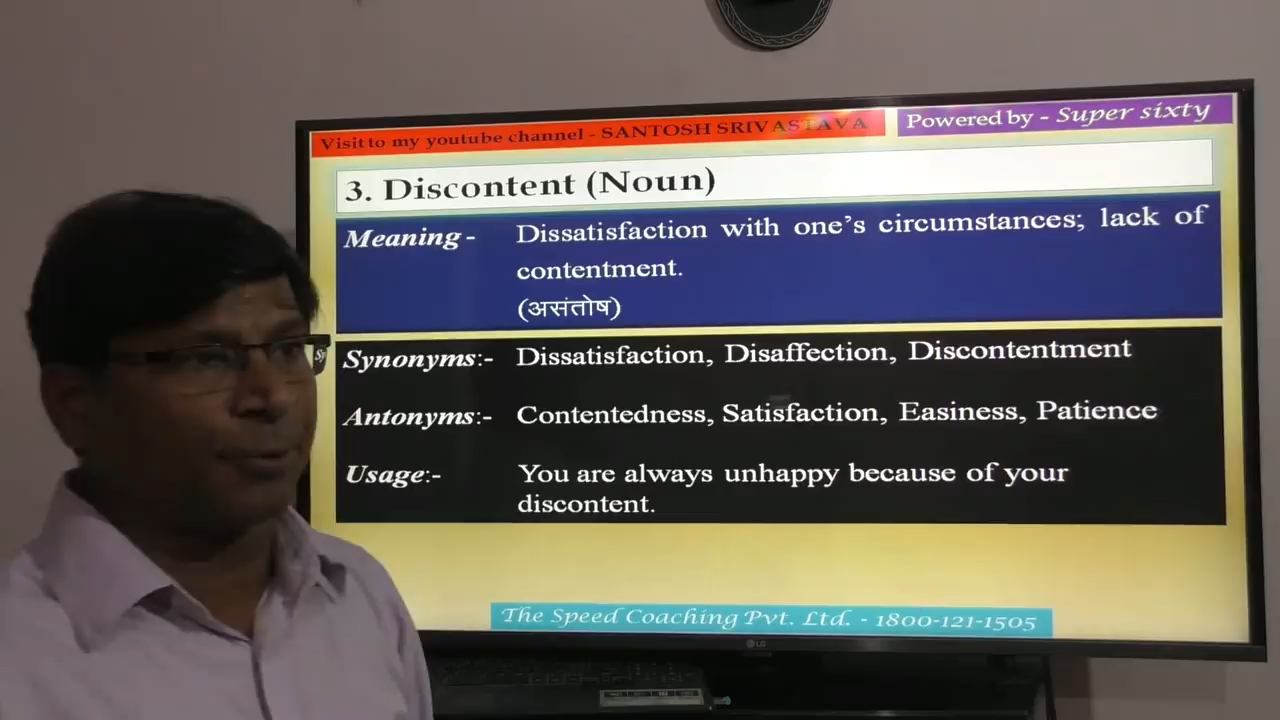 Visit to my youtube channel - SANTOSH SRIVASTAVA
Powered by - Super sixty
3. Discontent (Noun)
Meaning - Dissatisfaction with one's circumstances; lack of
contentment.
(असंतोष)
Synonyms:- Dissatisfaction, Disaffection, Discontentment
Antonyms:- Contentedness, Satisfaction, Easiness, Patience
Usage:- You are always unhappy because of your
discontent.
The Speed Coaching Pvt. Ltd. - 1800-121-1505
LG